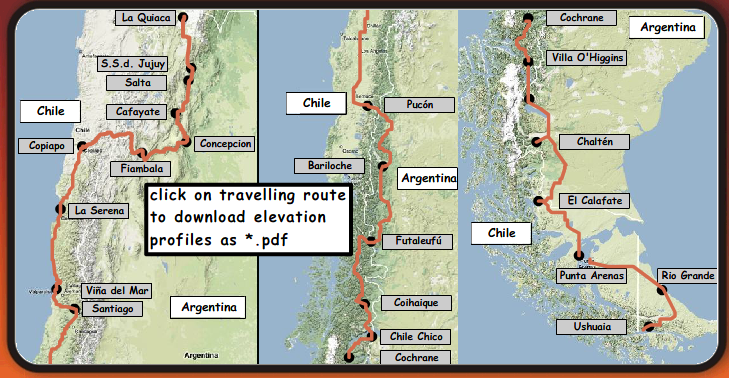 La Quiaca
S.S.d. Jujuy
Salta
Chile
Cafayate
Chile
Copiapo
Concepcion
Fiambala
click on travelling route
to download elevation
profiles as *.pdf
La Serena
Viña del Mar
Santiago
Argentina
Argentina
Chile
Pucón
Bariloche
Argentina
Futaleufú
Coihaique
Chile Chico
Cochrane
Cochrane
Argentina
Villa O'Higgins
Chaltén
El Calafate
Chile
Punta Arenas
Rio Grande
Ushuaia